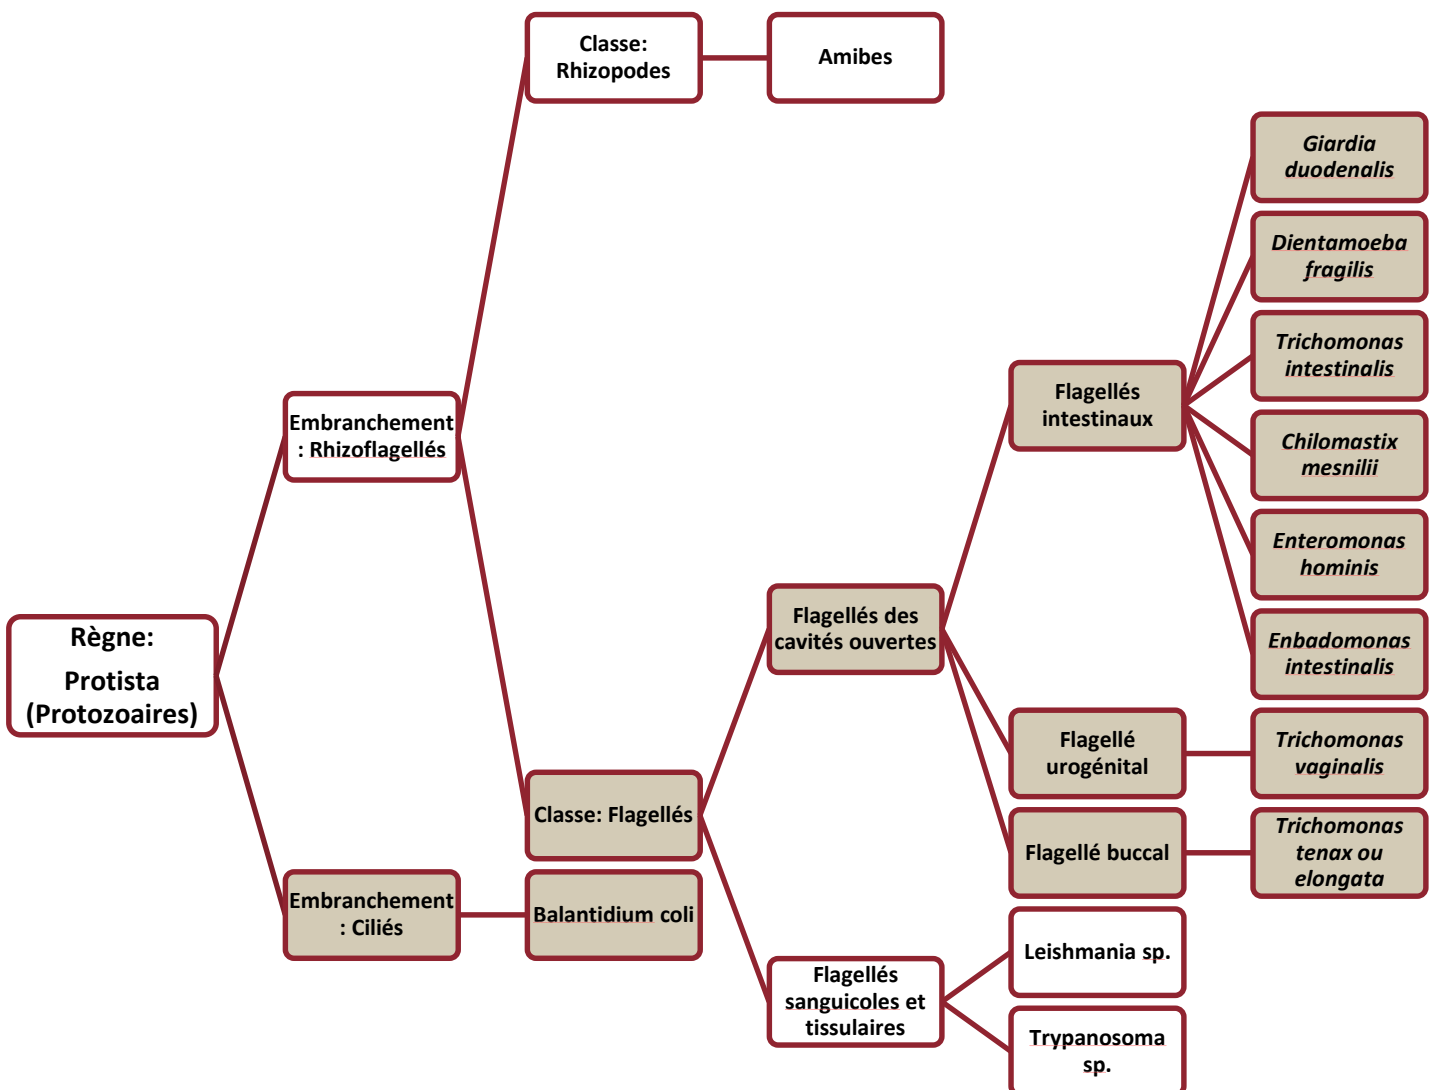 Classe:
Rhizopodes
Amibes
Giardia
duodenalis
Dientamoeba
fragilis
Trichomonas
intestinalis
Flagellés
intestinaux
Embranchement
: Rhizoflagellés
Chilomastix
mesnilii
Enteromonas
hominis
Règne:
Protista
(Protozoaires)
Flagellés des
cavités ouvertes
Enbadomonas
intestinalis
Flagellé
urogénital
Trichomonas
vaginalis
Classe: Flagellés
Flagellé buccal
Trichomonas
tenax ou
elongata
Embranchement
: Ciliés
Balantidium coli
Flagellés
sanguicoles et
tissulaires
Leishmania sp.
Trypanosoma
sp.